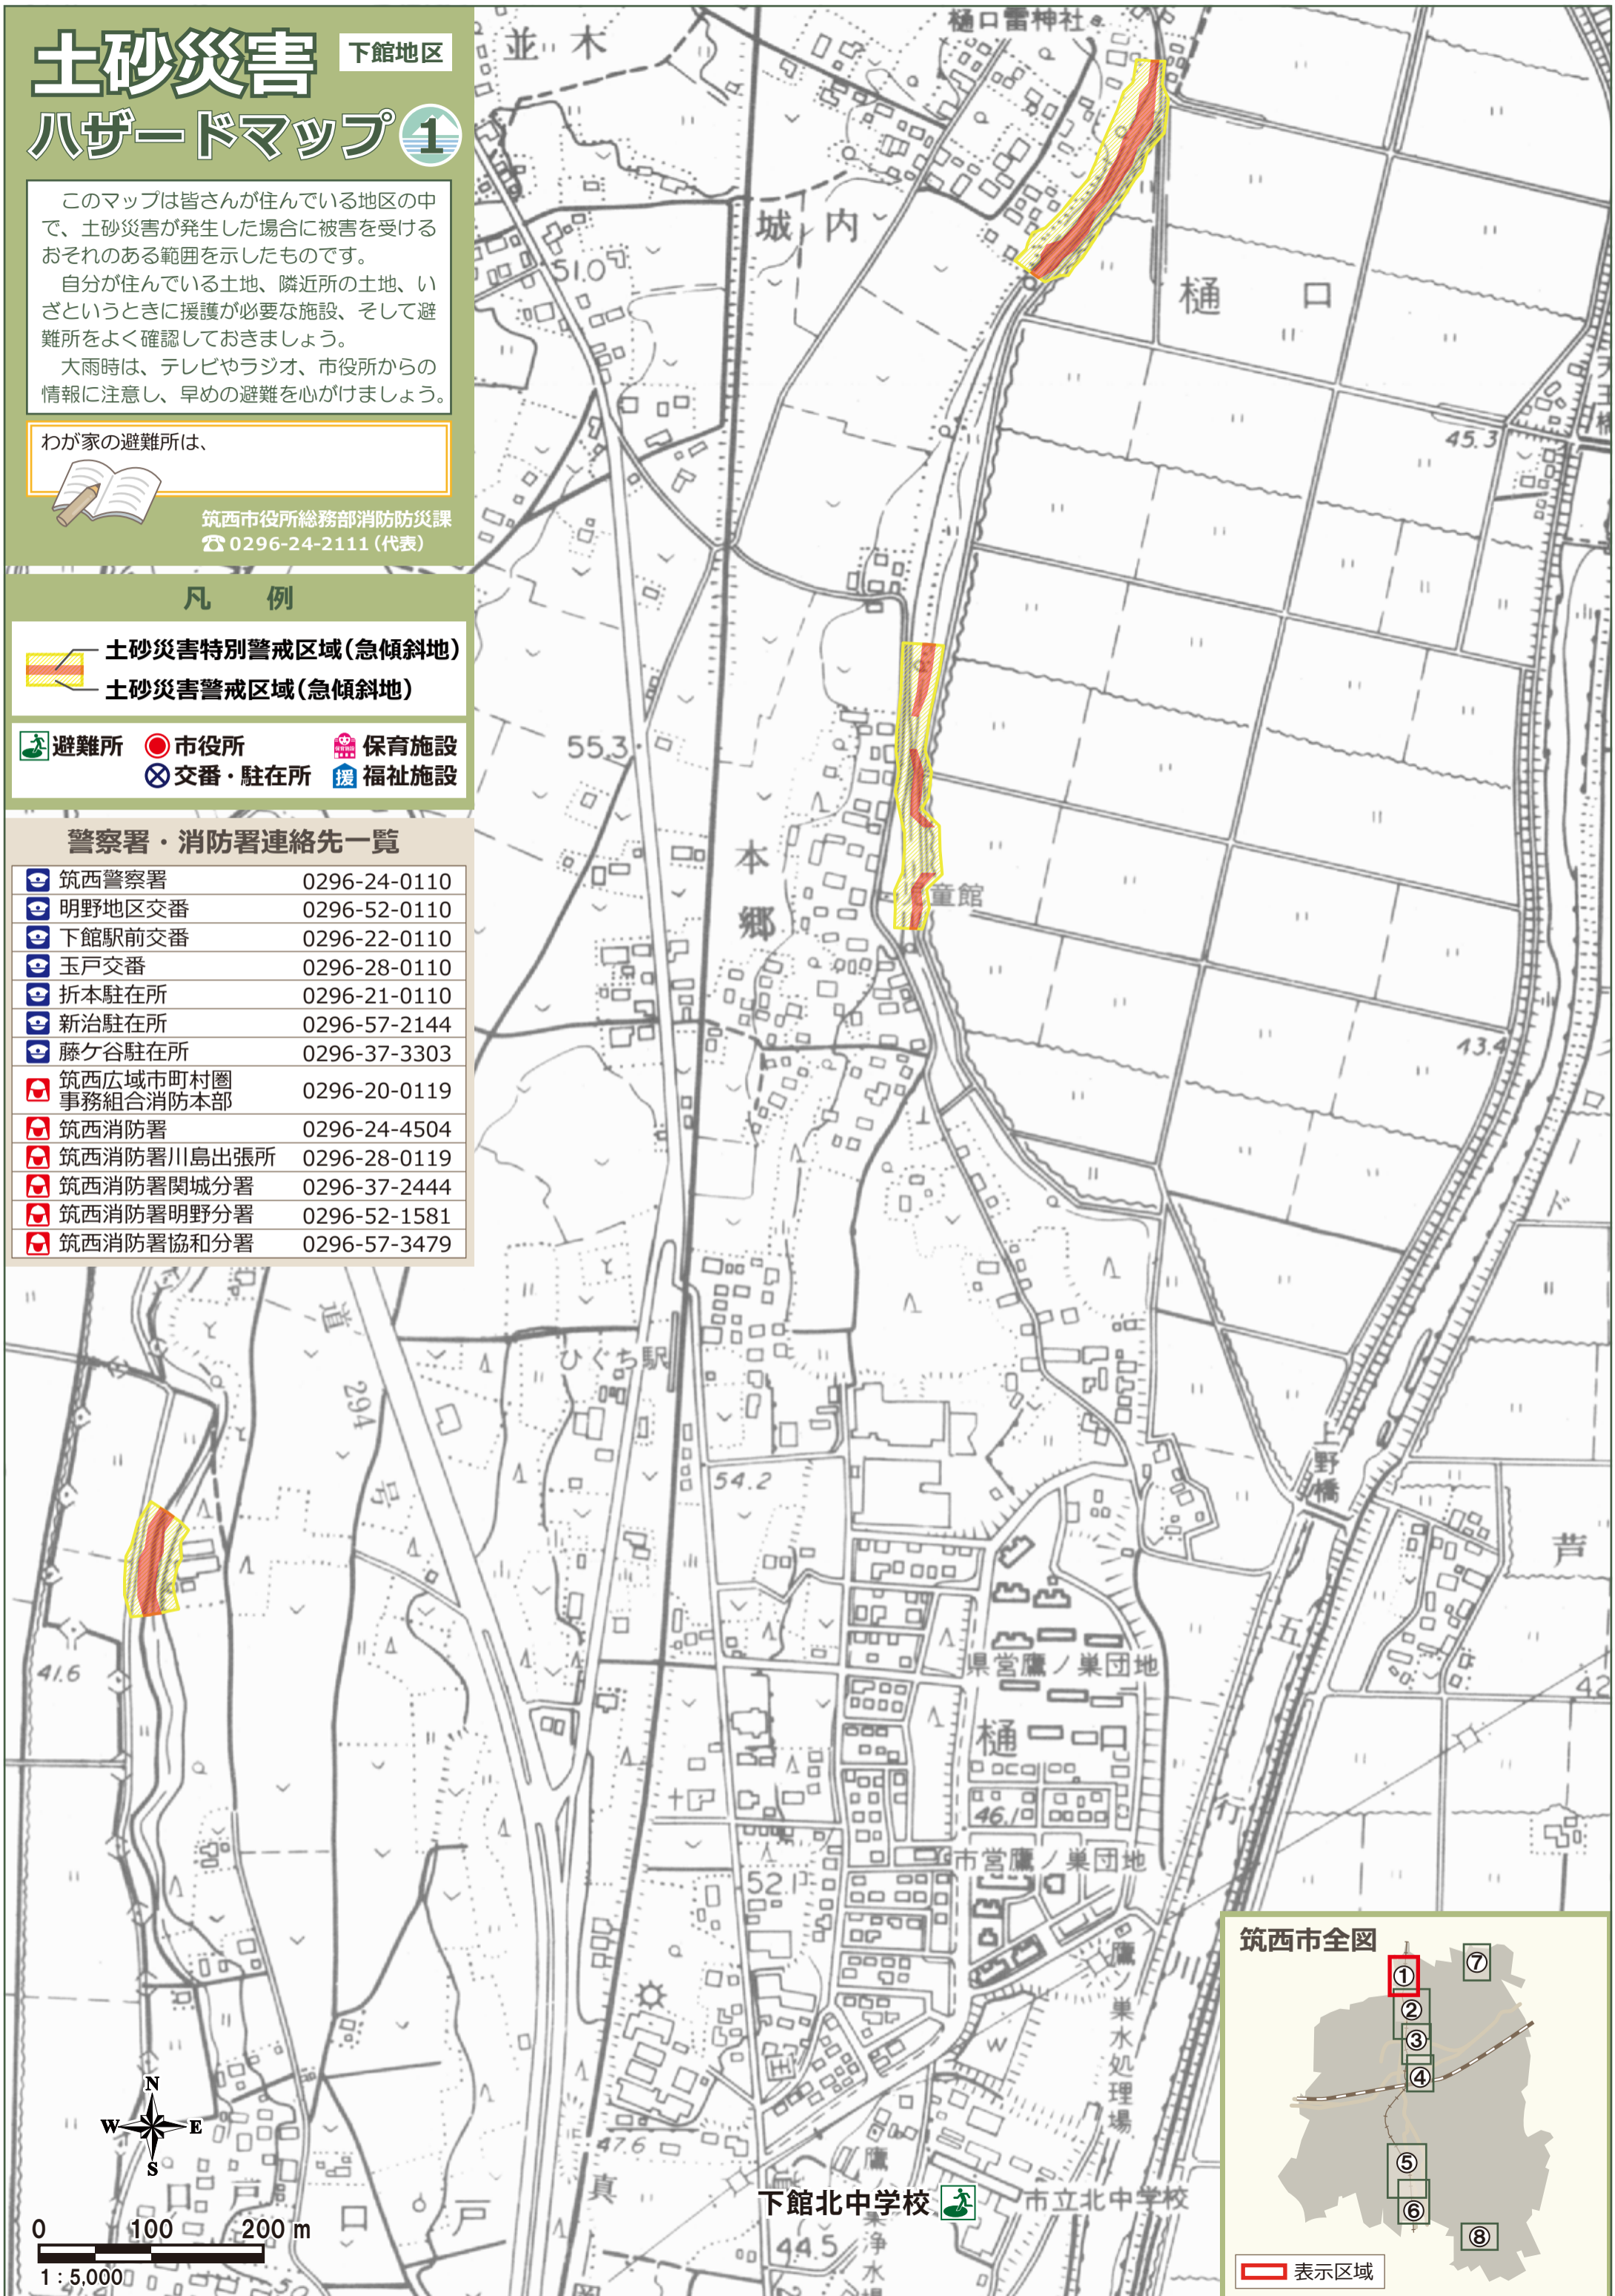 土砂災害
下館地区
ハザードマップ 1
このマップは皆さんが住んでいる地区の中
で、土砂災害が発生した場合に被害を受ける
おそれのある範囲を示したものです。
自分が住んでいる土地、隣近所の土地、い
ざというときに援護が必要な施設、そして避
難所をよく確認しておきましょう。
大雨時は、テレビやラジオ、市役所からの
情報に注意し、早めの避難を心がけましょう。
わが家の避難所は、
筑西市役所総務部消防防災課
☎0296-24-2111（代表）
凡　例
土砂災害特別警戒区域（急傾斜地）
土砂災害警戒区域（急傾斜地）
避難所 市役所 保育施設
交番・駐在所 援 福祉施設
警察署・消防署連絡先一覧
筑西警察署 0296-24-0110
明野地区交番 0296-52-0110
下館駅前交番 0296-22-0110
玉戸交番 0296-28-0110
折本駐在所 0296-21-0110
新治駐在所 0296-57-2144
藤ケ谷駐在所 0296-37-3303
筑西広域市町村圏
事務組合消防本部 0296-20-0119
筑西消防署 0296-24-4504
筑西消防署川島出張所 0296-28-0119
筑西消防署関城分署 0296-37-2444
筑西消防署明野分署 0296-52-1581
筑西消防署協和分署 0296-57-3479
並木
樋口雷神社
城内
51.0
樋口
天王橋
45.3
55.3
本郷
児童館
43.4
道
294
号
ひぐち駅
54.2
上野橋
芦
五
行
41.6
県営鷹ノ巣団地
42
樋口
46.1
市営鷹ノ巣団地
52.1
鷹ノ巣水処理場
47.6
真
岡
下館北中学校
市立北中学校
44.5
口戸
口戸
N
W E
S
0 100 200 m
1：5,000
筑西市全図
①
②
③
④
⑤
⑥
⑦
⑧
表示区域